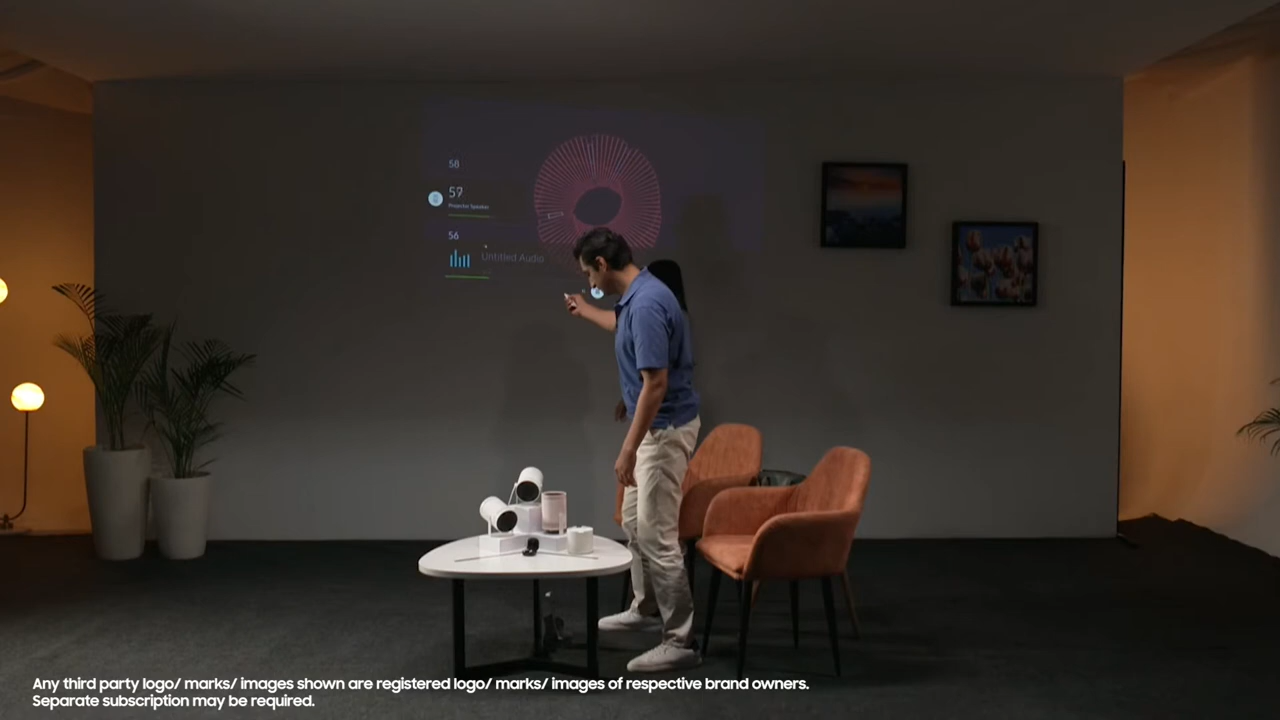 58
59
Projector Speaker
56
Untitled Audio
Any third party logo/ marks/ images shown are registered logo/ marks/ images of respective brand owners.
Separate subscription may be required.